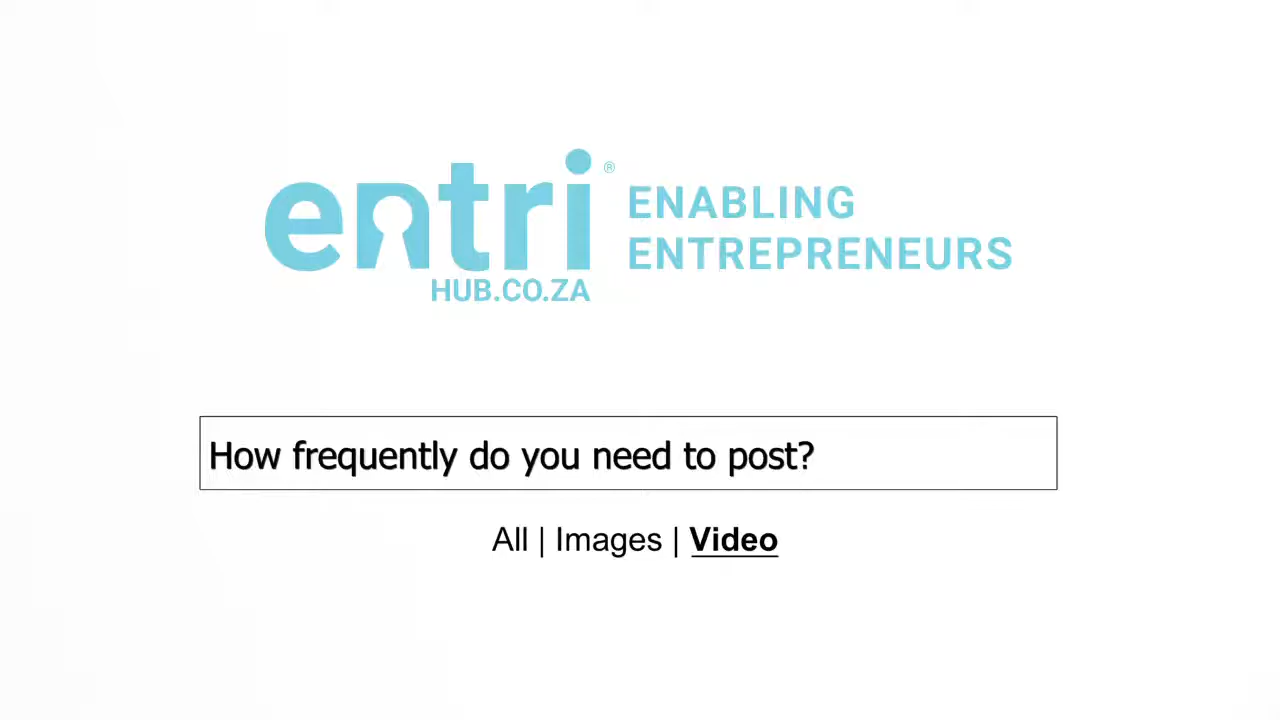 entri® ENABLING
ENTREPRENEURS
HUB.CO.ZA
How frequently do you need to post?
All | Images | Video